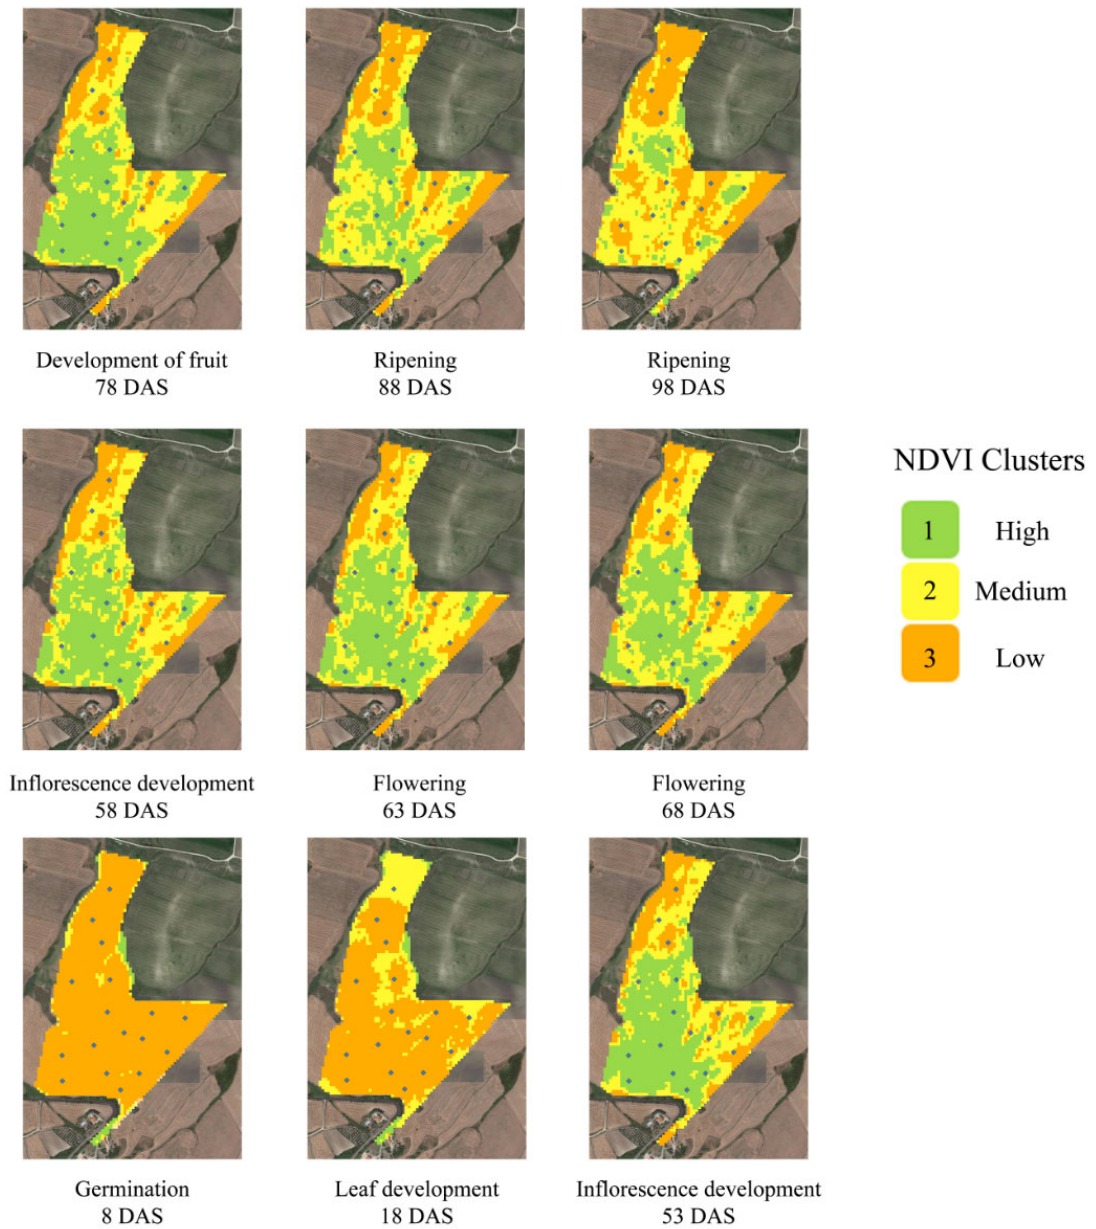 Development of fruit
78 DAS
Ripening
88 DAS
Ripening
98 DAS
Inflorescence development
58 DAS
Flowering
63 DAS
Flowering
68 DAS
NDVI Clusters
1 High
2 Medium
3 Low
Germination
8 DAS
Leaf development
18 DAS
Inflorescence development
53 DAS